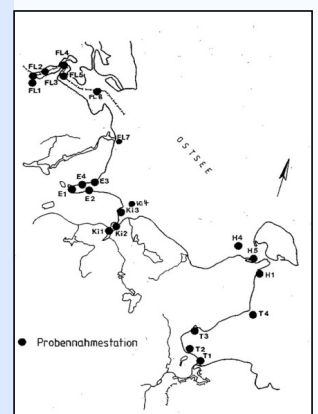 FL4
FL2
FL1
FL3
FL5
FL6
FL7
OSTSEE
E4
E3
E1
E2
Ki4
Ki3
Ki1
Ki2
H4
H5
H1
T4
T3
T2
T1
Probennahmestation